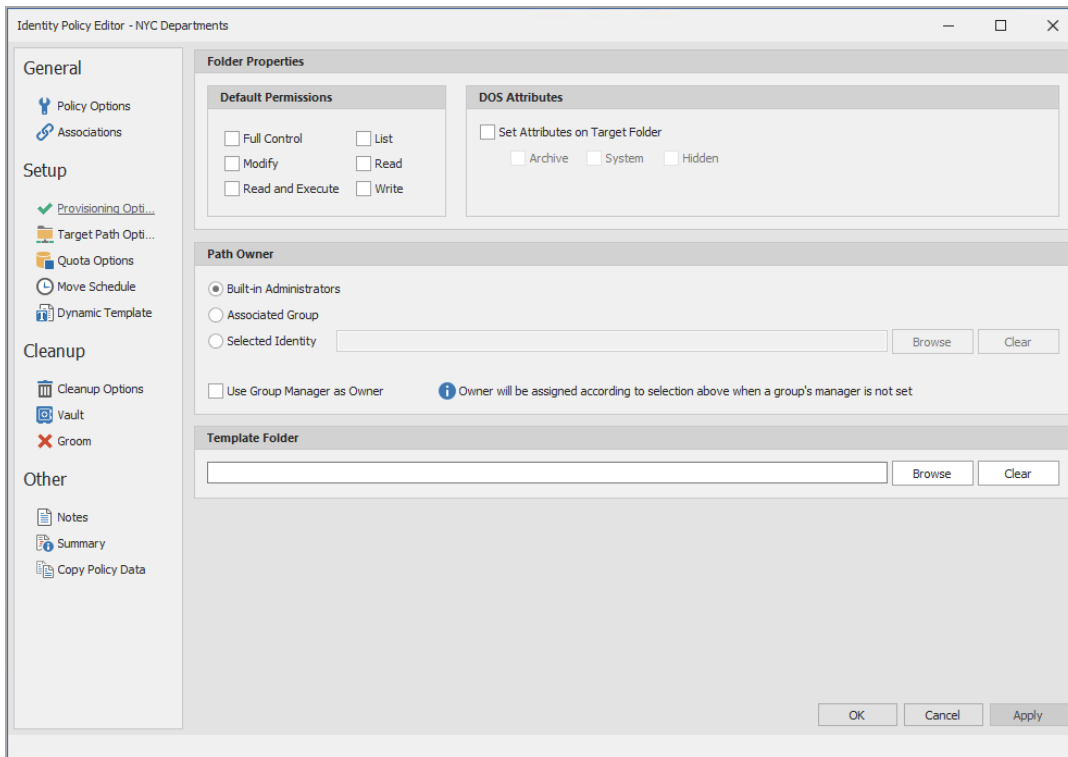 Identity Policy Editor - NYC Departments
General
Policy Options
Associations
Setup
Provisioning Opti...
Target Path Opti...
Quota Options
Move Schedule
Dynamic Template
Cleanup
Cleanup Options
Vault
Groom
Other
Notes
Summary
Copy Policy Data
Folder Properties
Default Permissions
Full Control List
Modify Read
Read and Execute Write
DOS Attributes
Set Attributes on Target Folder
Archive System Hidden
Path Owner
Built-in Administrators
Associated Group
Selected Identity Browse Clear
Use Group Manager as Owner Owner will be assigned according to selection above when a group's manager is not set
Template Folder
Browse Clear
OK Cancel Apply